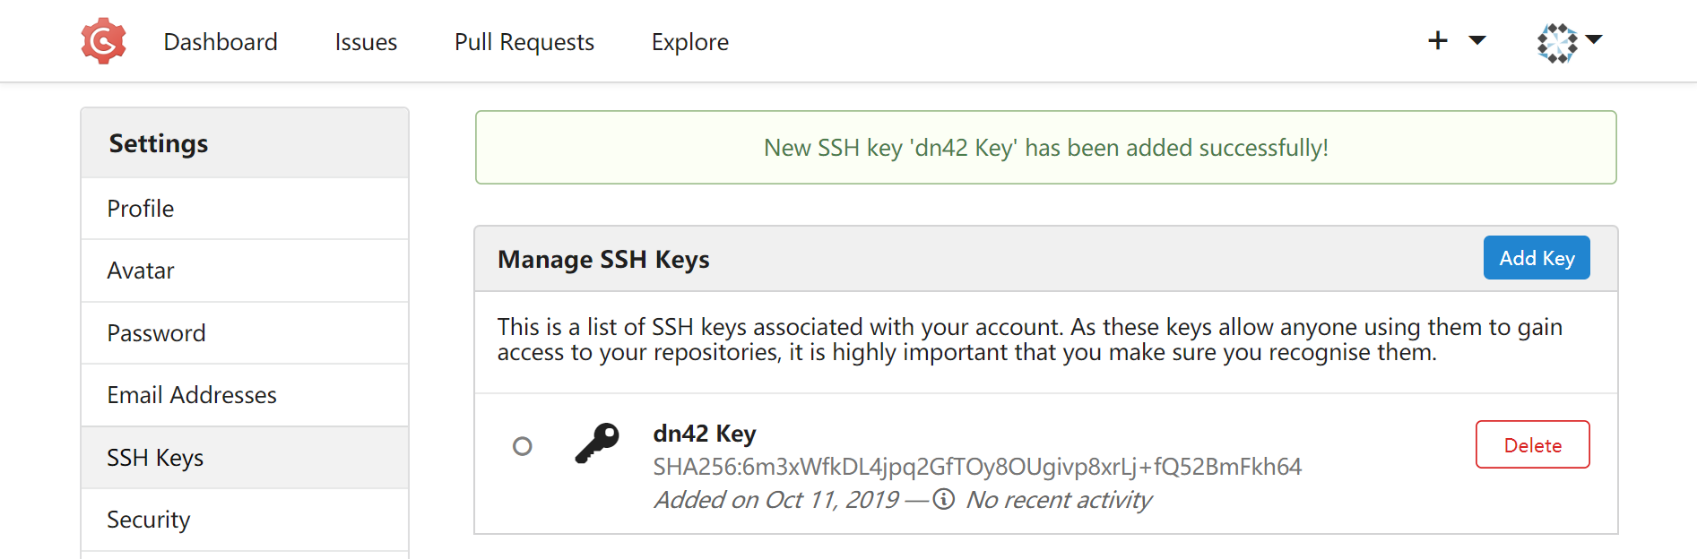 Dashboard Issues Pull Requests Explore
Settings
Profile
Avatar
Password
Email Addresses
SSH Keys
Security
New SSH key 'dn42 Key' has been added successfully!
Manage SSH Keys
Add Key
This is a list of SSH keys associated with your account. As these keys allow anyone using them to gain
access to your repositories, it is highly important that you make sure you recognise them.
dn42 Key
Delete
SHA256:6m3xWfkDL4jpq2GfTOy8OUgivp8xrLj+fQ52BmFkh64
Added on Oct 11, 2019 — No recent activity